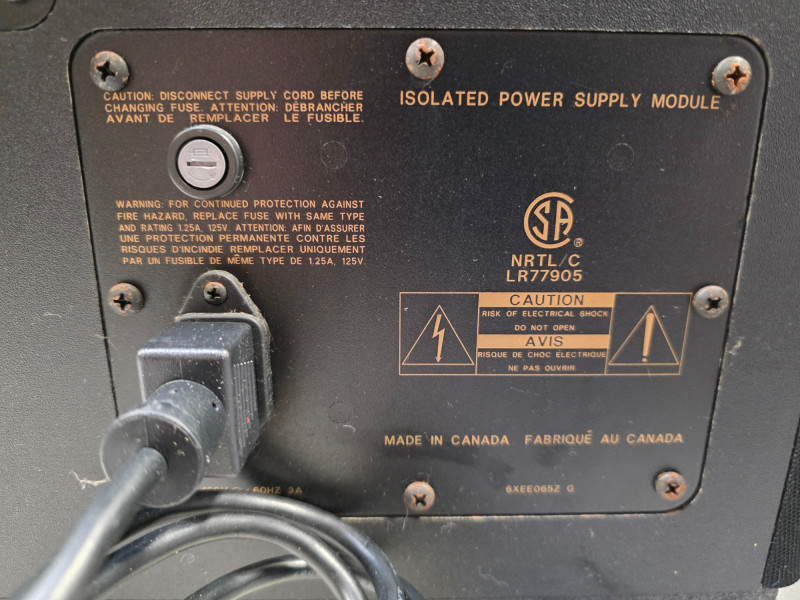 CAUTION: DISCONNECT SUPPLY CORD BEFORE
CHANGING FUSE. ATTENTION: DÉBRANCHER
AVANT DE REMPLACER LE FUSIBLE.
ISOLATED POWER SUPPLY MODULE
WARNING: FOR CONTINUED PROTECTION AGAINST
FIRE HAZARD, REPLACE FUSE WITH SAME TYPE
AND RATING 1.25A, 125V. ATTENTION: AFIN D'ASSURER
UNE PROTECTION PERMANENTE CONTRE LES
RISQUES D'INCINDIE REMPLACER UNIQUEMENT
PAR UN FUSIBLE DE MÊME TYPE DE 1.25A, 125V.
CSA ®
NRTL/C
LR77905
CAUTION
RISK OF ELECTRICAL SHOCK
DO NOT OPEN
AVIS
RISQUE DE CHOC ÉLECTRIQUE
NE PAS OUVRIR
MADE IN CANADA FABRIQUÉ AU CANADA
60HZ
6XEE065Z G